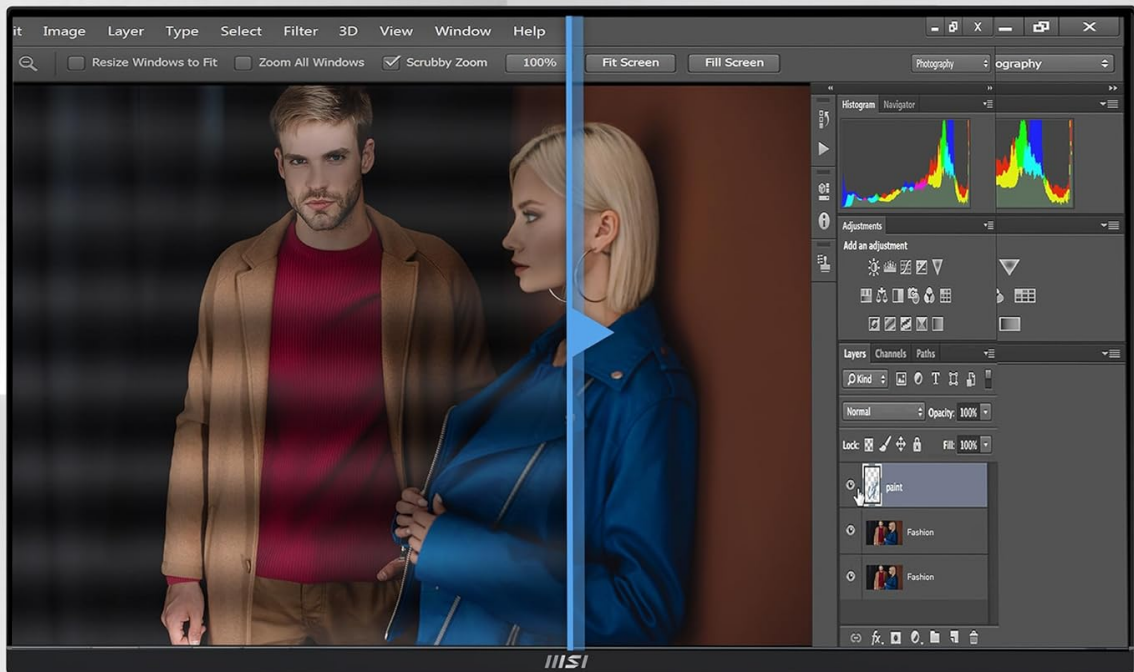 it Image Layer Type Select Filter 3D View Window Help
Resize Windows to Fit Zoom All Windows Scrubby Zoom 100% Fit Screen Fill Screen Photography ography
Histogram Navigator
Adjustments
Add an adjustment
Layers Channels Paths
Kind
Normal Opacity: 100%
Lock: Fill: 100%
paint
Fashion
Fashion
msi